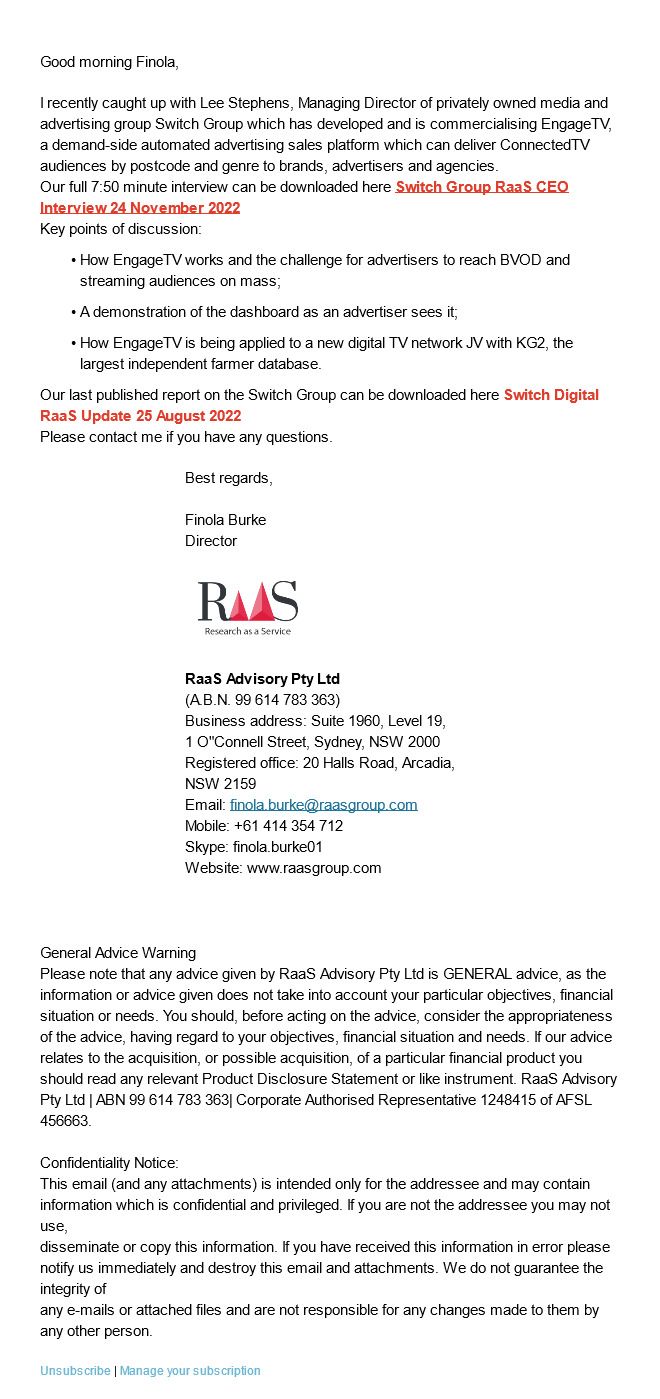 Good morning Finola,
I recently caught up with Lee Stephens, Managing Director of privately owned media and
advertising group Switch Group which has developed and is commercialising EngageTV,
a demand-side automated advertising sales platform which can deliver ConnectedTV
audiences by postcode and genre to brands, advertisers and agencies.
Our full 7:50 minute interview can be downloaded here Switch Group RaaS CEO
Interview 24 November 2022
Key points of discussion:
• How EngageTV works and the challenge for advertisers to reach BVOD and
streaming audiences on mass;
• A demonstration of the dashboard as an advertiser sees it;
• How EngageTV is being applied to a new digital TV network JV with KG2, the
largest independent farmer database.
Our last published report on the Switch Group can be downloaded here Switch Digital
RaaS Update 25 August 2022
Please contact me if you have any questions.
Best regards,
Finola Burke
Director
RAAS
Research as a Service
RaaS Advisory Pty Ltd
(A.B.N. 99 614 783 363)
Business address: Suite 1960, Level 19,
1 O"Connell Street, Sydney, NSW 2000
Registered office: 20 Halls Road, Arcadia,
NSW 2159
Email: finola.burke@raasgroup.com
Mobile: +61 414 354 712
Skype: finola.burke01
Website: www.raasgroup.com
General Advice Warning
Please note that any advice given by RaaS Advisory Pty Ltd is GENERAL advice, as the
information or advice given does not take into account your particular objectives, financial
situation or needs. You should, before acting on the advice, consider the appropriateness
of the advice, having regard to your objectives, financial situation and needs. If our advice
relates to the acquisition, or possible acquisition, of a particular financial product you
should read any relevant Product Disclosure Statement or like instrument. RaaS Advisory
Pty Ltd | ABN 99 614 783 363| Corporate Authorised Representative 1248415 of AFSL
456663.
Confidentiality Notice:
This email (and any attachments) is intended only for the addressee and may contain
information which is confidential and privileged. If you are not the addressee you may not
use,
disseminate or copy this information. If you have received this information in error please
notify us immediately and destroy this email and attachments. We do not guarantee the
integrity of
any e-mails or attached files and are not responsible for any changes made to them by
any other person.
Unsubscribe | Manage your subscription